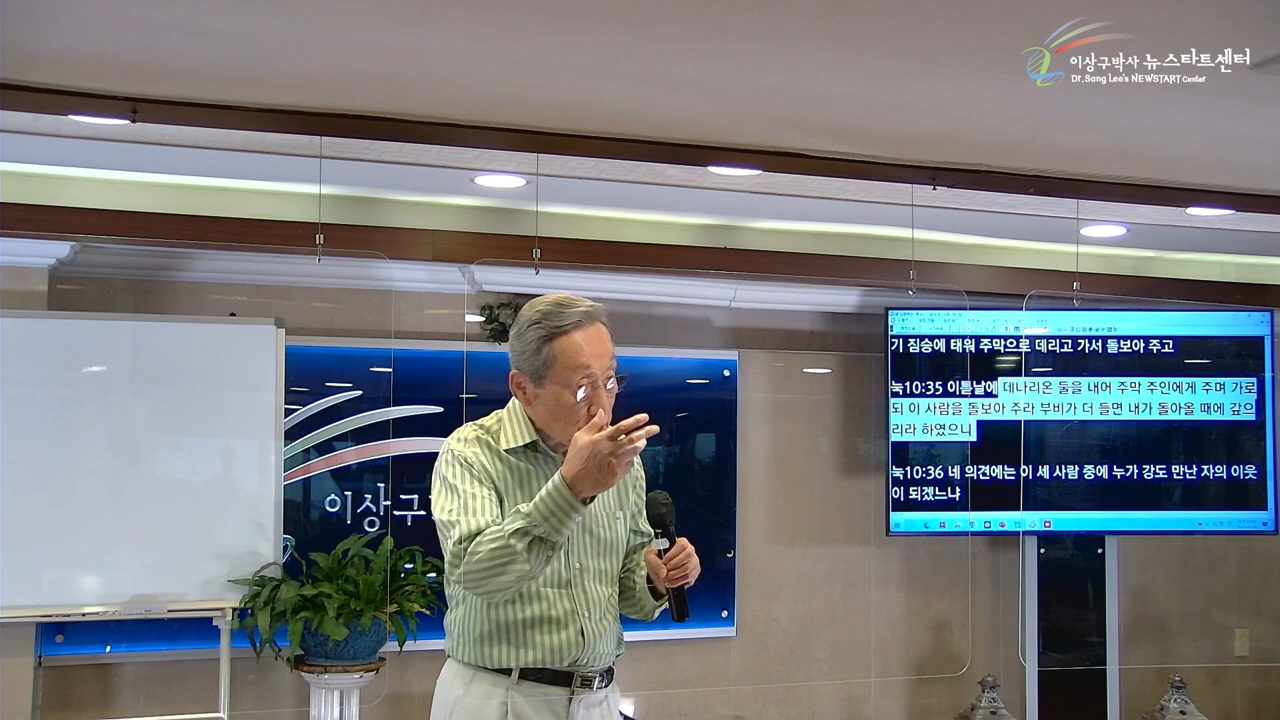 이상구박사 뉴스타트센터
Dr. Sang Lee's NEWSTART Center
기 짐승에 태워 주막으로 데리고 가서 돌보아 주고
눅10:35 이튿날에 데나리온 둘을 내어 주막 주인에게 주며 가로
되 이 사람을 돌보아 주라 부비가 더 들면 내가 돌아올 때에 갚으
리라 하였으니
눅10:36 네 의견에는 이 세 사람 중에 누가 강도 만난 자의 이웃
이 되겠느냐
이상구